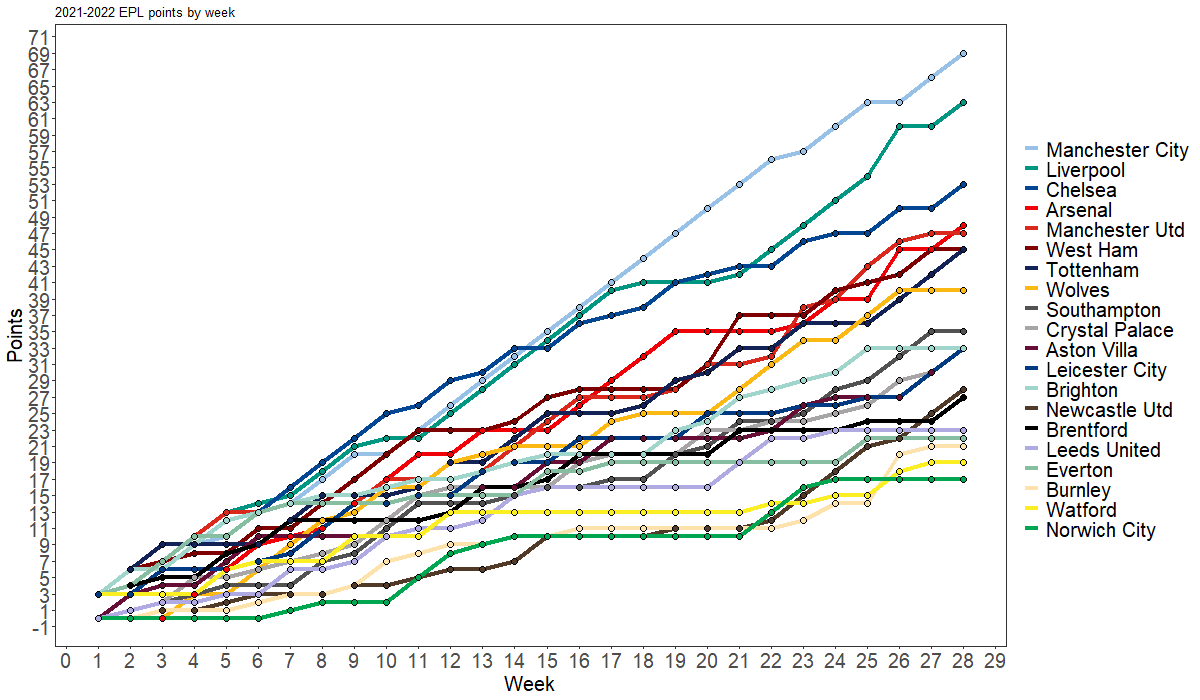 2021-2022 EPL points by week
71
69
67
65
63
61
59
57
55
53
51
49
47
45
43
41
39
37
35
33
31
29
27
25
23
21
19
17
15
13
11
9
7
5
3
1
-1
Points
0 1 2 3 4 5 6 7 8 9 10 11 12 13 14 15 16 17 18 19 20 21 22 23 24 25 26 27 28 29
Week
Manchester City
Liverpool
Chelsea
Arsenal
Manchester Utd
West Ham
Tottenham
Wolves
Southampton
Crystal Palace
Aston Villa
Leicester City
Brighton
Newcastle Utd
Brentford
Leeds United
Everton
Burnley
Watford
Norwich City